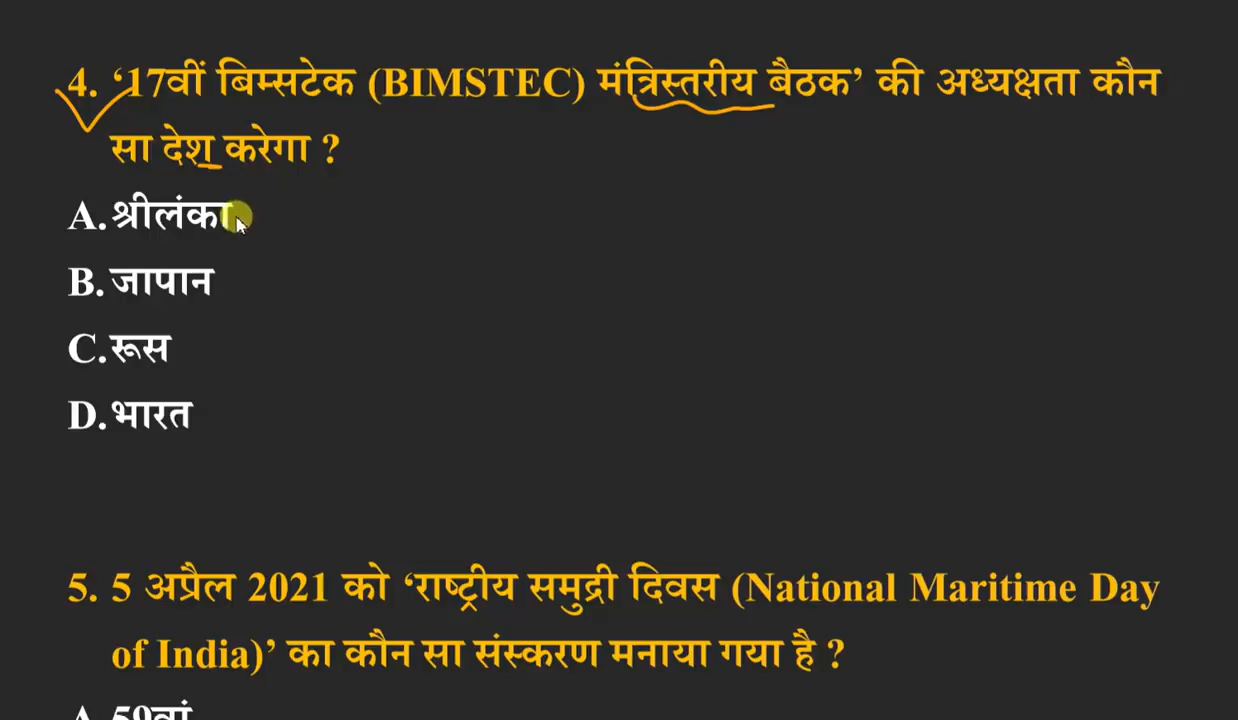 4. ‘17वीं बिम्सटेक (BIMSTEC) मंत्रिस्तरीय बैठक’ की अध्यक्षता कौन
सा देश करेगा ?
A. श्रीलंका
B. जापान
C. रूस
D. भारत
5. 5 अप्रैल 2021 को ‘राष्ट्रीय समुद्री दिवस (National Maritime Day
of India)’ का कौन सा संस्करण मनाया गया है ?
A. 59वां